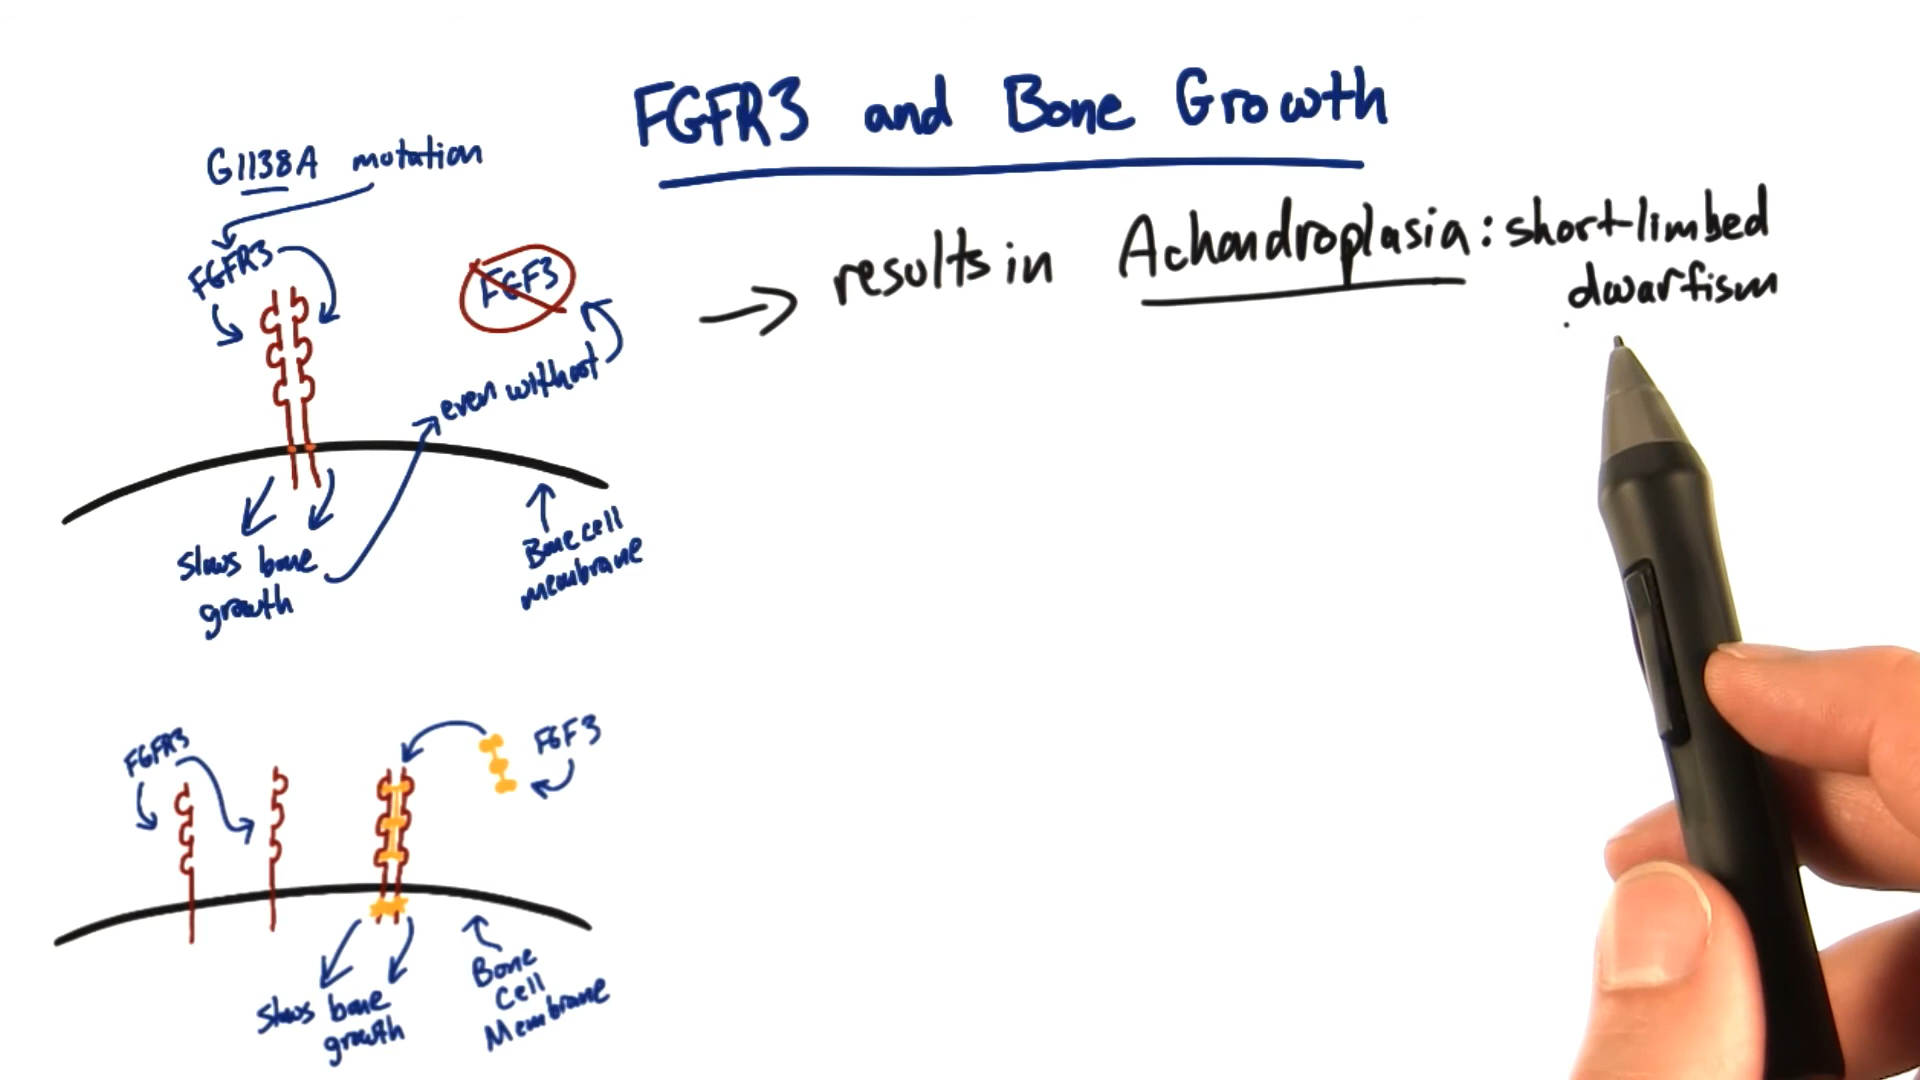 FGFR3 and Bone Growth
G1138A mutation
FGFR3
FGF3
even without
Slows bone
growth
Bone cell
membrane
results in Achondroplasia: short-limbed
dwarfism
FGFR3
FGF3
Slows bone
growth
Bone
Cell
Membrane